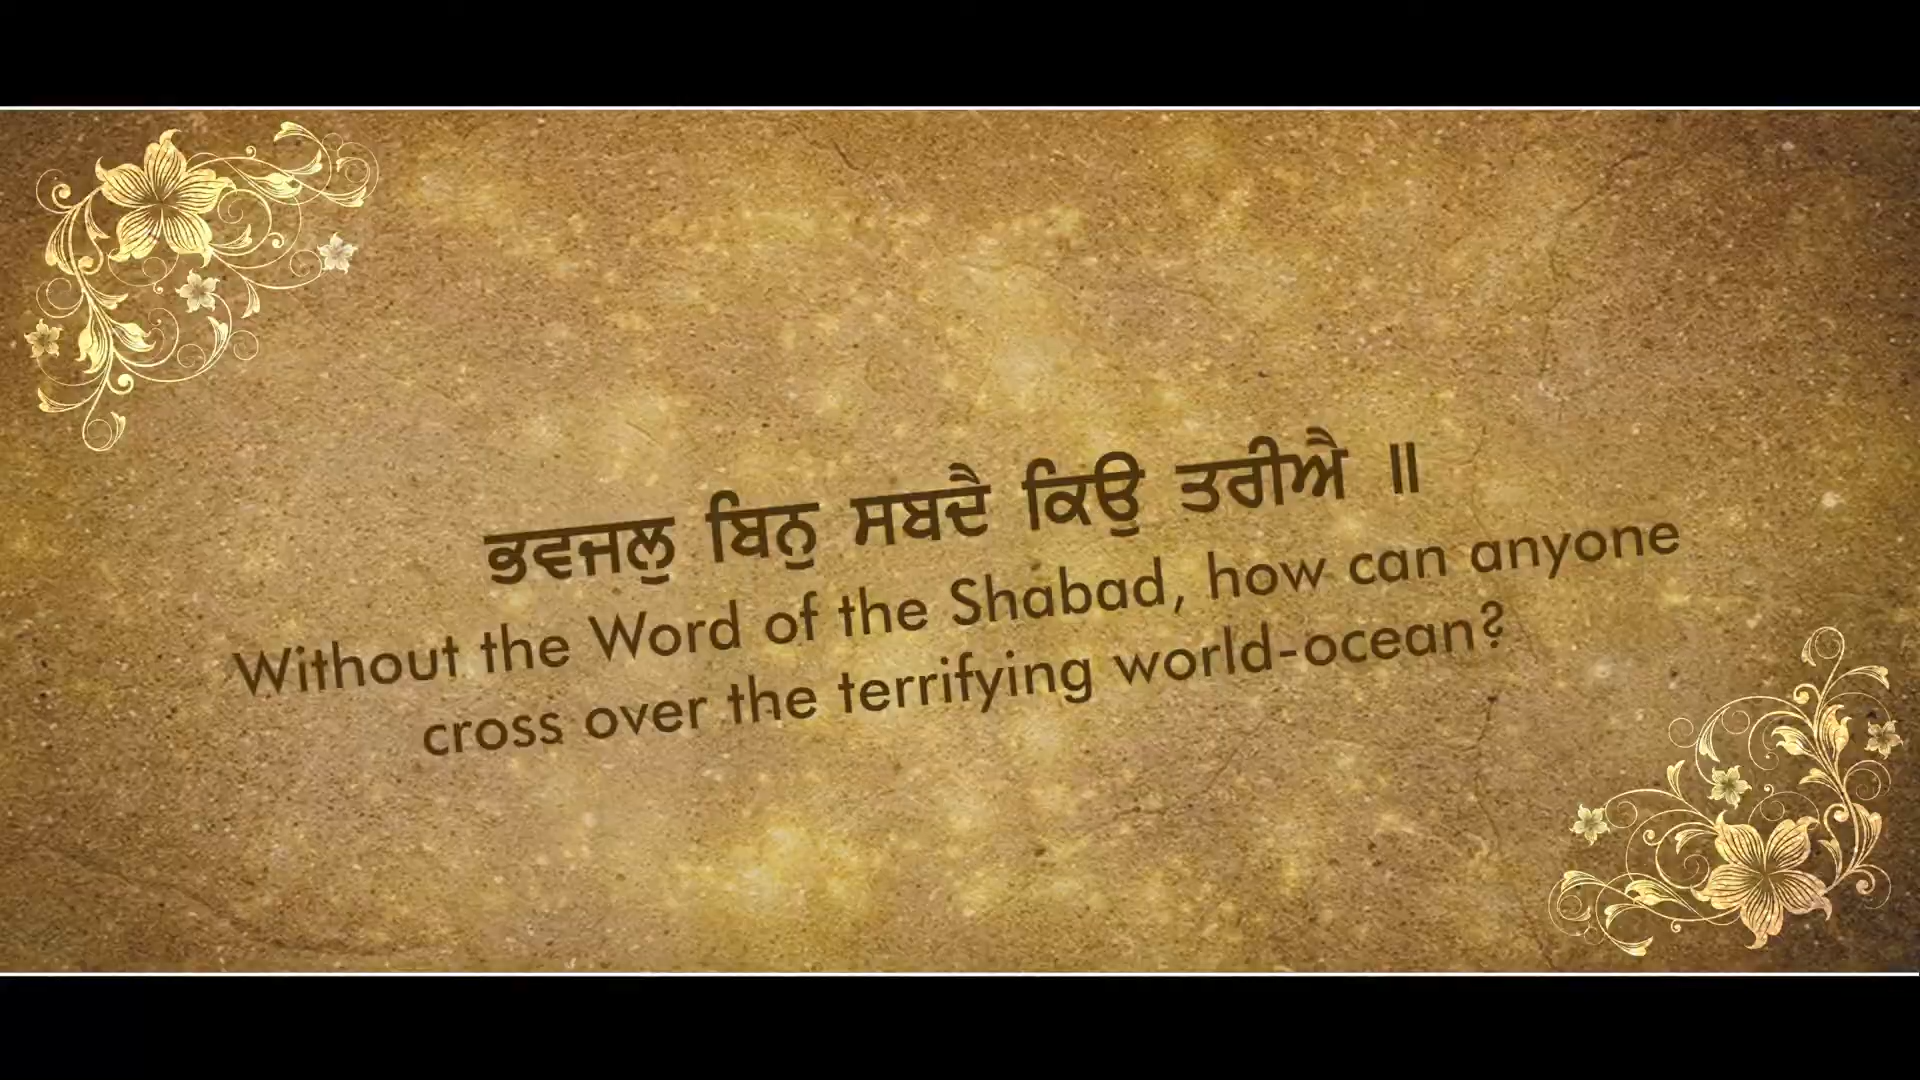 ਭਵਜਲੁ ਬਿਨੁ ਸਬਦੈ ਕਿਉ ਤਰੀਐ ॥
Without the Word of the Shabad, how can anyone
cross over the terrifying world-ocean?